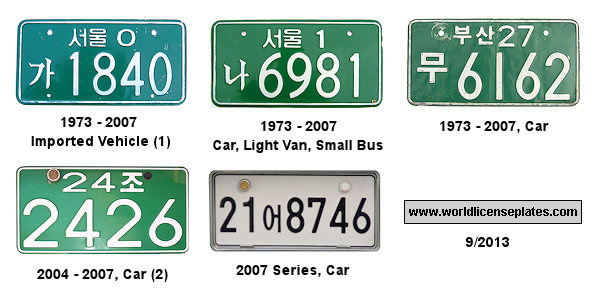 서울 0
가 1840
1973 - 2007
Imported Vehicle (1)
서울 1
나 6981
1973 - 2007
Car, Light Van, Small Bus
부산 27
무 6162
1973 - 2007, Car
24조
2426
2004 - 2007, Car (2)
21어8746
2007 Series, Car
www.worldlicenseplates.com
9/2013